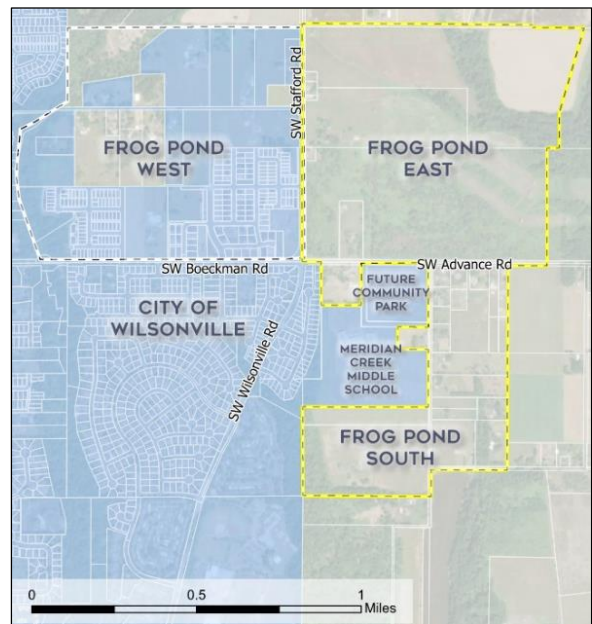 SW Stafford Rd
FROG POND
WEST
FROG POND
EAST
SW Boeckman Rd
SW Advance Rd
FUTURE
COMMUNITY
PARK
CITY OF
WILSONVILLE
SW Wilsonville Rd
MERIDIAN
CREEK
MIDDLE
SCHOOL
FROG POND
SOUTH
0 0.5 1
Miles